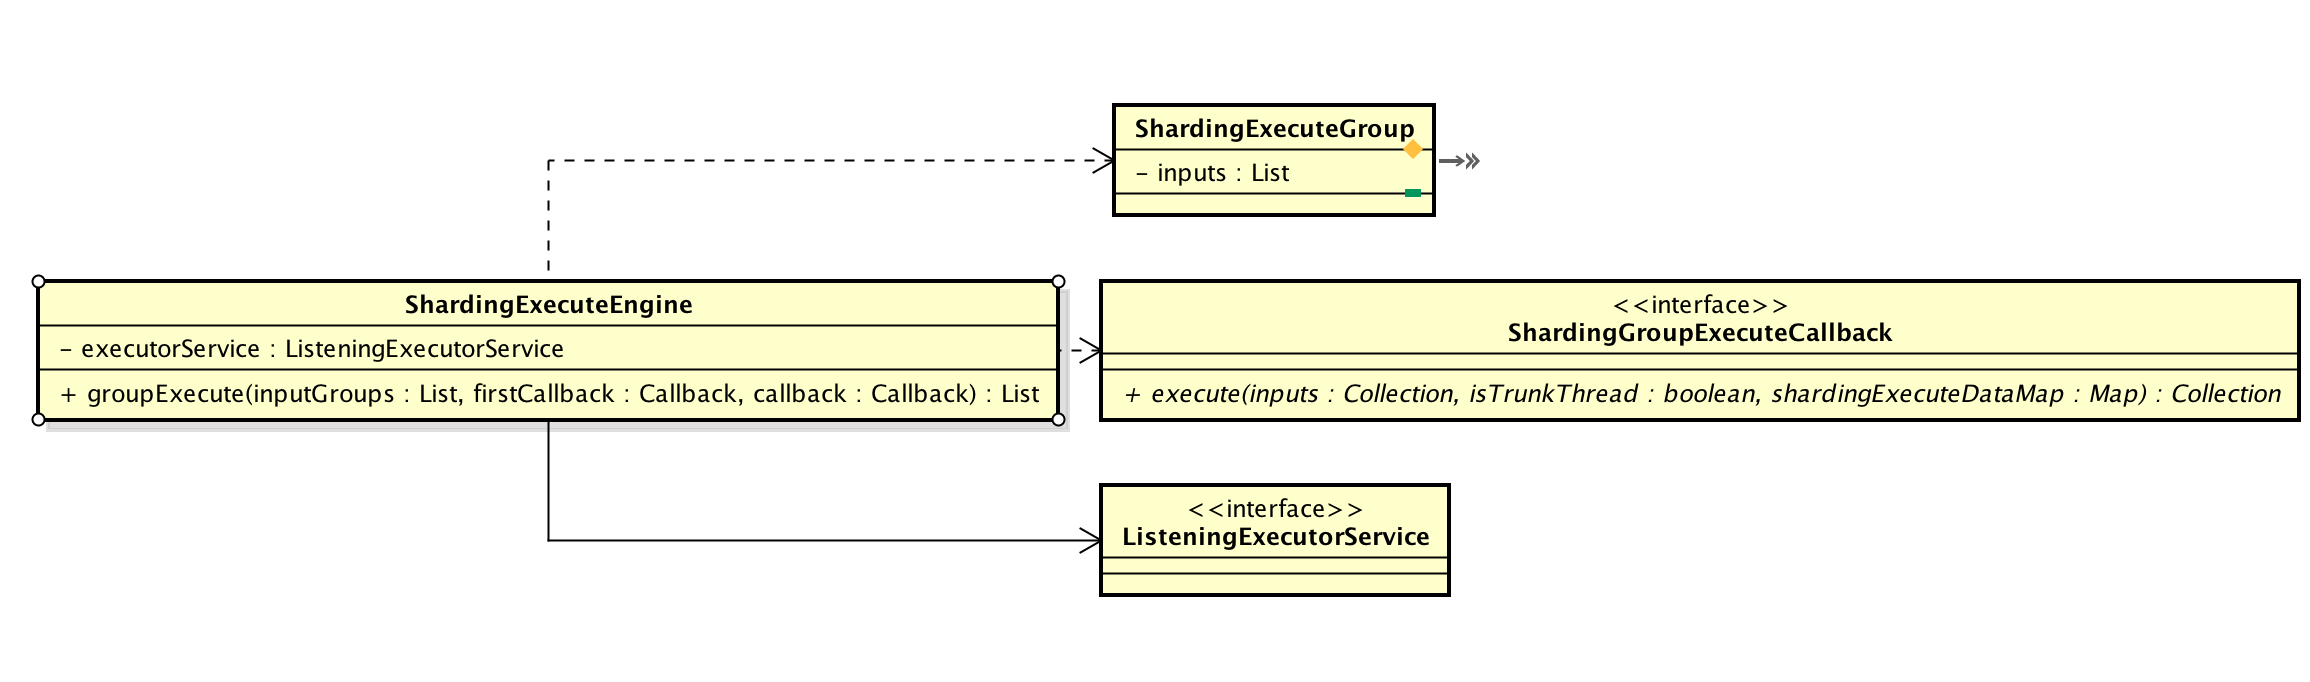 ShardingExecuteGroup
- inputs : List
ShardingExecuteEngine
- executorService : ListeningExecutorService
+ groupExecute(inputGroups : List, firstCallback : Callback, callback : Callback) : List
<<interface>>
ShardingGroupExecuteCallback
+ execute(inputs : Collection, isTrunkThread : boolean, shardingExecuteDataMap : Map) : Collection
<<interface>>
ListeningExecutorService